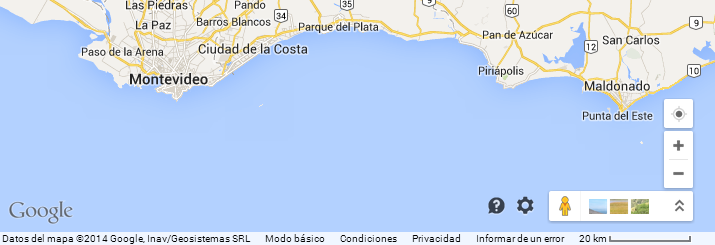 Las Piedras
Pando
34
9
La Paz
Barros Blancos
Parque del Plata
60
Pan de Azúcar
San Carlos
Paso de la Arena
Ciudad de la Costa
12
Montevideo
Piriápolis
10
Maldonado
Punta del Este
Google
Datos del mapa ©2014 Google, Inav/Geosistemas SRL Modo básico Condiciones Privacidad Informar de un error 20 km